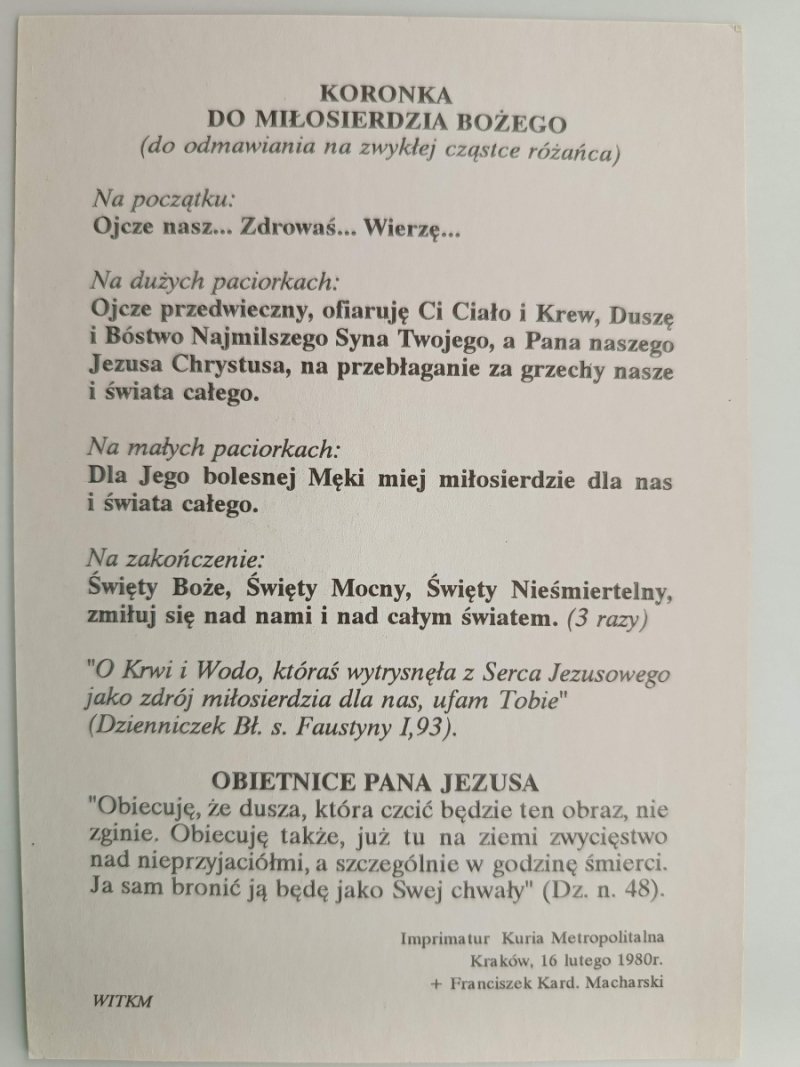 KORONKA
DO MIŁOSIERDZIA BOŻEGO
(do odmawiania na zwykłej cząstce różańca)
Na początku:
Ojcze nasz... Zdrowaś... Wierzę...
Na dużych paciorkach:
Ojcze przedwieczny, ofiaruję Ci Ciało i Krew, Duszę
i Bóstwo Najmilszego Syna Twojego, a Pana naszego
Jezusa Chrystusa, na przebłaganie za grzechy nasze
i świata całego.
Na małych paciorkach:
Dla Jego bolesnej Męki miej miłosierdzie dla nas
i świata całego.
Na zakończenie:
Święty Boże, Święty Mocny, Święty Nieśmiertelny,
zmiłuj się nad nami i nad całym światem. (3 razy)
"O Krwi i Wodo, któraś wytrysnęła z Serca Jezusowego
jako zdrój miłosierdzia dla nas, ufam Tobie"
(Dzienniczek Bł. s. Faustyny I,93).
OBIETNICE PANA JEZUSA
"Obiecuję, że dusza, która czcić będzie ten obraz, nie
zginie. Obiecuję także, już tu na ziemi zwycięstwo
nad nieprzyjaciółmi, a szczególnie w godzinę śmierci.
Ja sam bronić ją będę jako Swej chwały" (Dz. n. 48).
Imprimatur Kuria Metropolitalna
Kraków, 16 lutego 1980r.
+ Franciszek Kard. Macharski
WITKM